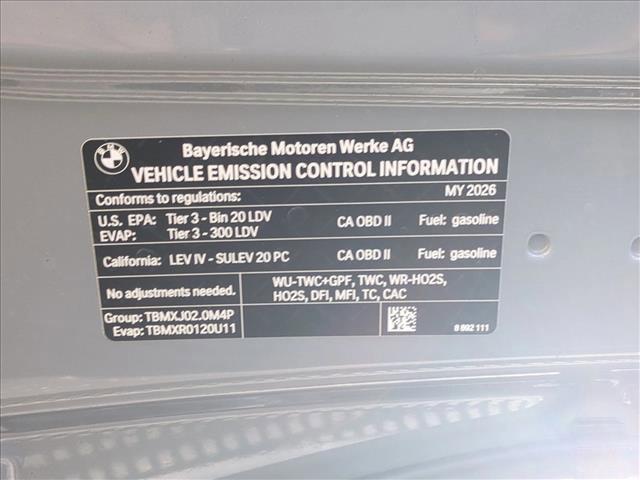 BMW
Bayerische Motoren Werke AG
VEHICLE EMISSION CONTROL INFORMATION
Conforms to regulations: MY 2026
U.S. EPA: Tier 3 - Bin 20 LDV CA OBD II Fuel: gasoline
EVAP: Tier 3 - 300 LDV
California: LEV IV - SULEV 20 PC CA OBD II Fuel: gasoline
No adjustments needed.
WU-TWC+GPF, TWC, WR-HO2S,
HO2S, DFI, MFI, TC, CAC
Group: TBMXJ02.0M4P
Evap: TBMXR0120U11
8 892 111